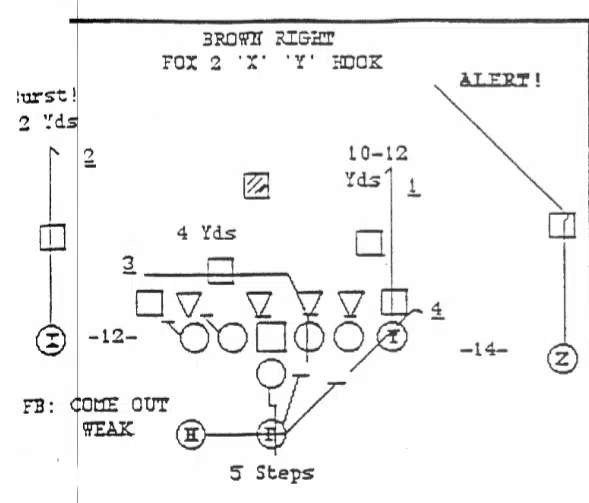 BROWN RIGHT
FOX 2 'X' 'Y' HOOK
ALERT!
urst!
2 Yds
2
10-12
Yds 1
4 Yds
3
4
-12-
-14-
Y
Z
FB: COME OUT
WEAK
H
F
5 Steps